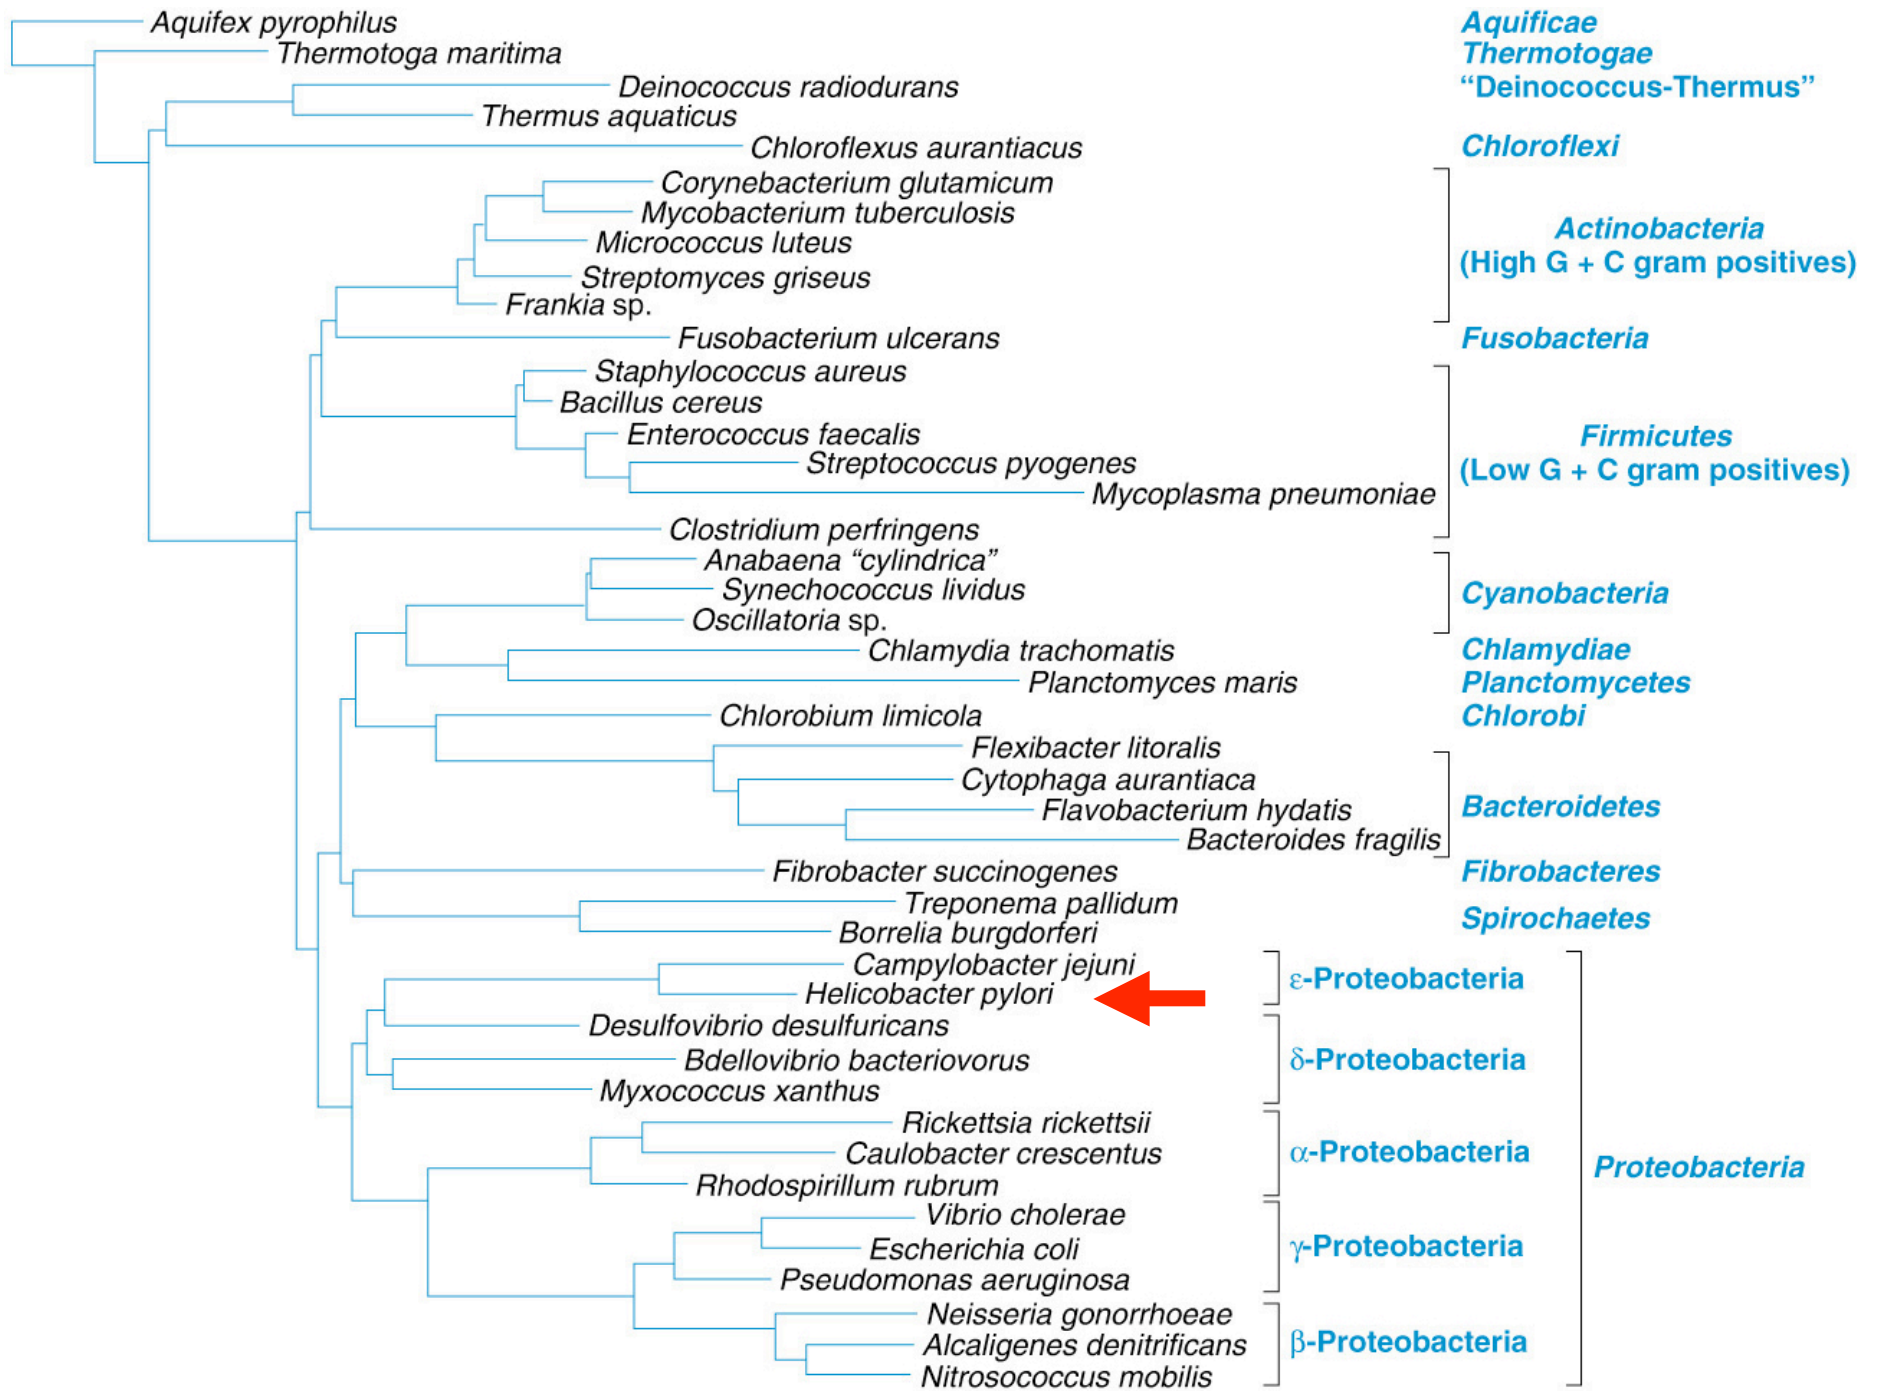 Aquifex pyrophilus
Aquificae
Thermotoga maritima
Thermotogae
Deinococcus radiodurans
“Deinococcus-Thermus”
Thermus aquaticus
Chloroflexus aurantiacus
Chloroflexi
Corynebacterium glutamicum
Mycobacterium tuberculosis
Micrococcus luteus
Streptomyces griseus
Frankia sp.
Actinobacteria
(High G + C gram positives)
Fusobacterium ulcerans
Fusobacteria
Staphylococcus aureus
Bacillus cereus
Enterococcus faecalis
Streptococcus pyogenes
Mycoplasma pneumoniae
Clostridium perfringens
Firmicutes
(Low G + C gram positives)
Anabaena “cylindrica”
Synechococcus lividus
Oscillatoria sp.
Cyanobacteria
Chlamydia trachomatis
Chlamydiae
Planctomyces maris
Planctomycetes
Chlorobium limicola
Chlorobi
Flexibacter litoralis
Cytophaga aurantiaca
Flavobacterium hydatis
Bacteroides fragilis
Bacteroidetes
Fibrobacter succinogenes
Fibrobacteres
Treponema pallidum
Borrelia burgdorferi
Spirochaetes
Campylobacter jejuni
Helicobacter pylori
ε-Proteobacteria
Desulfovibrio desulfuricans
Bdellovibrio bacteriovorus
Myxococcus xanthus
δ-Proteobacteria
Rickettsia rickettsii
Caulobacter crescentus
Rhodospirillum rubrum
α-Proteobacteria
Vibrio cholerae
Escherichia coli
Pseudomonas aeruginosa
γ-Proteobacteria
Neisseria gonorrhoeae
Alcaligenes denitrificans
Nitrosococcus mobilis
β-Proteobacteria
Proteobacteria